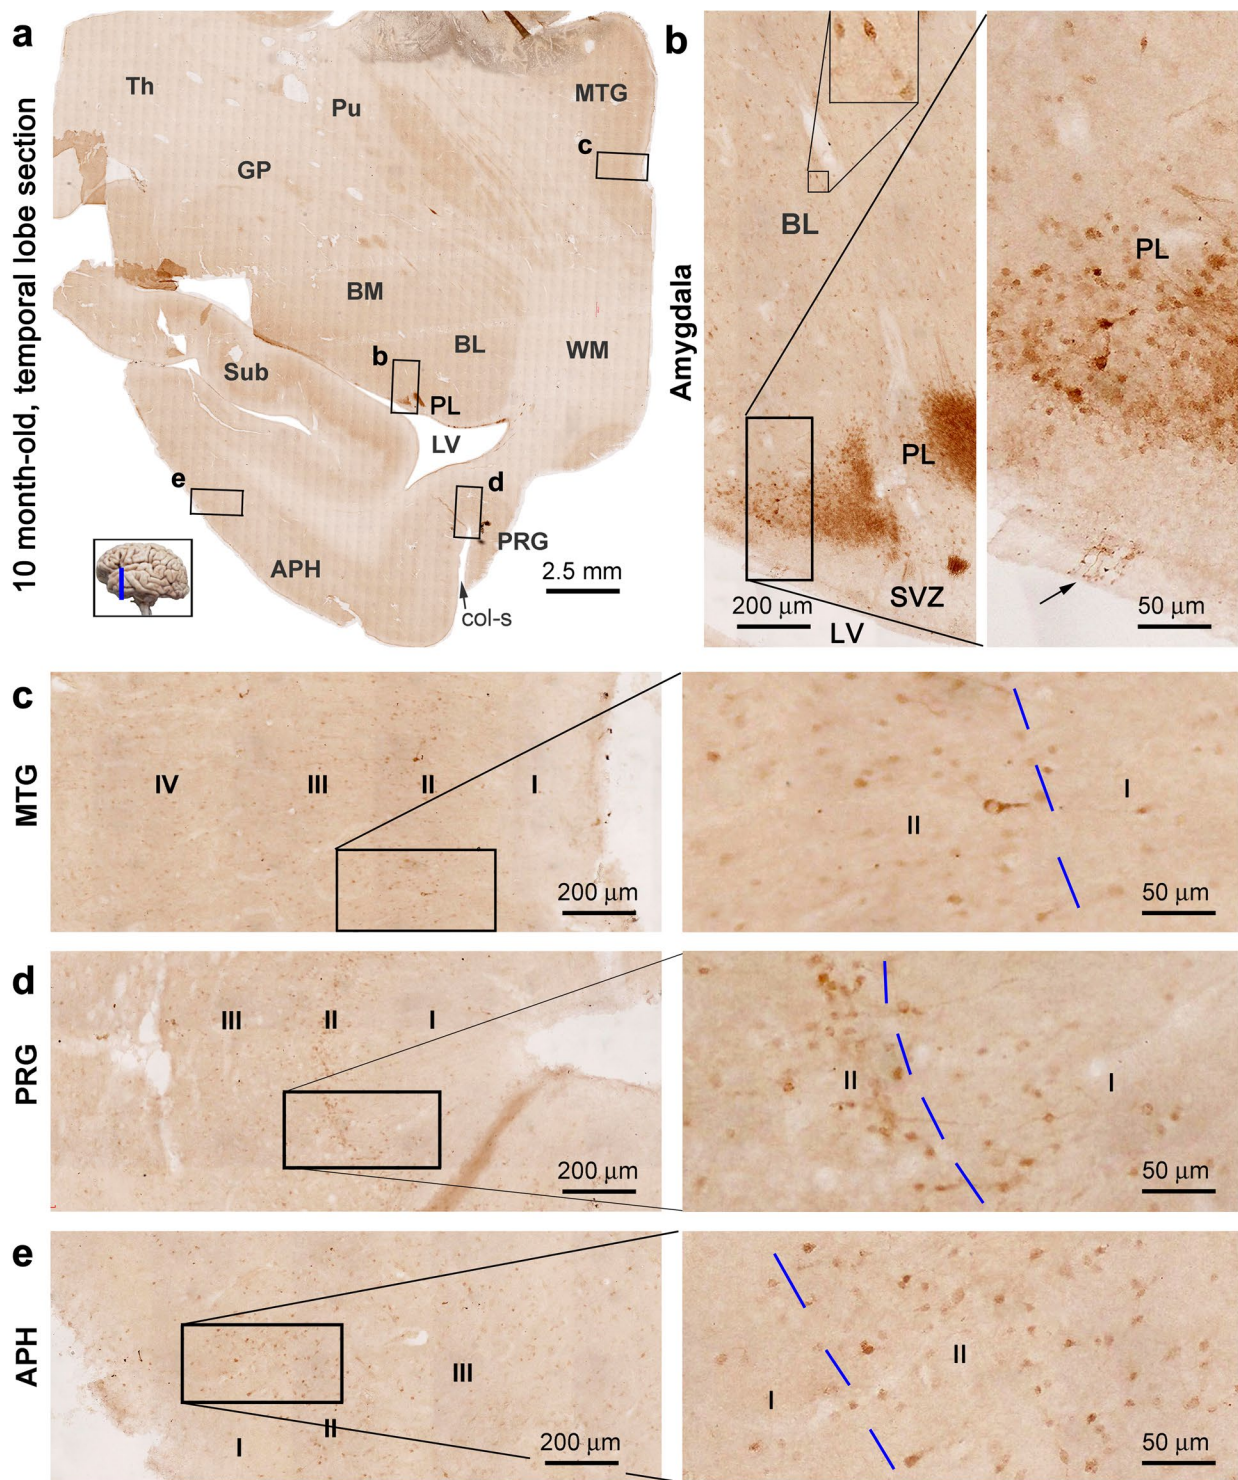 a
10 month-old, temporal lobe section
Th
Pu
MTG
c
GP
BM
BL
WM
b
Sub
PL
LV
e
d
PRG
APH
2.5 mm
col-s
b
Amygdala
BL
PL
PL
SVZ
200 μm
LV
50 μm
c
MTG
IV
III
II
I
200 μm
II
I
50 μm
d
PRG
III
II
I
200 μm
II
I
50 μm
e
APH
III
II
I
200 μm
II
I
50 μm